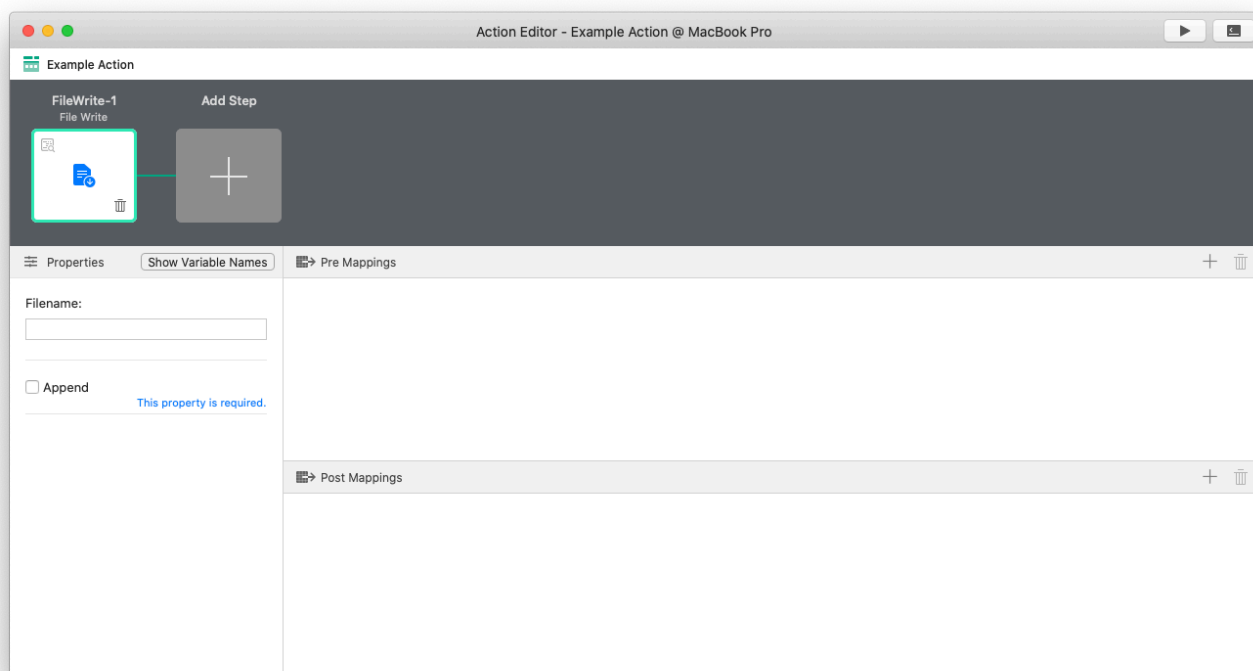 Action Editor - Example Action @ MacBook Pro
Example Action
FileWrite-1
File Write
Add Step
Properties
Show Variable Names
Pre Mappings
Filename:
Append
This property is required.
Post Mappings